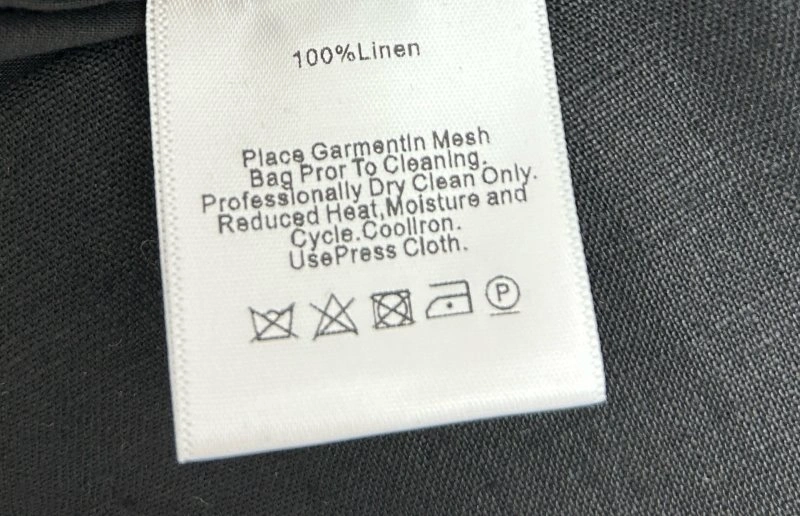 100%Linen
Place GarmentIn Mesh
Bag Pror To Cleaning.
Professionally Dry Clean Only.
Reduced Heat,Moisture and
Cycle.CoolIron.
UsePress Cloth.
P